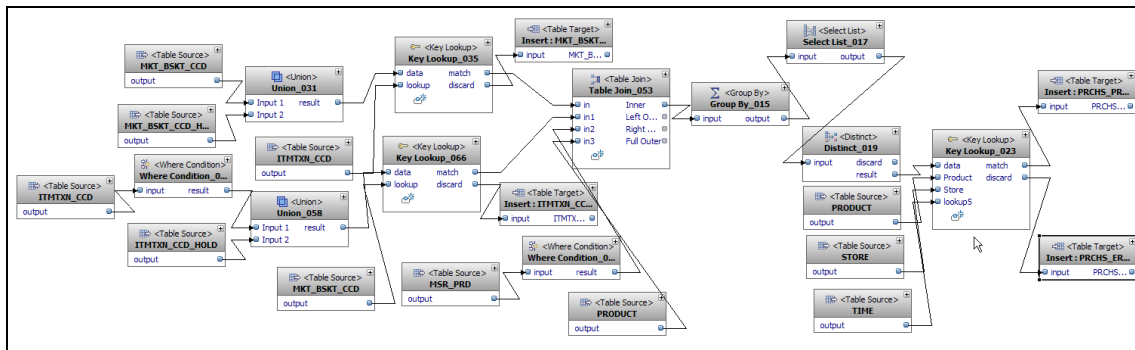 <Table Source>
MKT_BSKT_CCD
output
<Table Source>
MKT_BSKT_CCD_H...
output
<Union>
Union_031
Input 1 result
Input 2
<Table Source>
ITMTXN_CCD
output
<Where Condition>
Where Condition_0...
input result
<Table Source>
ITMTXN_CCD
output
<Table Source>
ITMTXN_CCD_HOLD
output
<Union>
Union_058
Input 1 result
Input 2
<Table Source>
MKT_BSKT_CCD
output
<Key Lookup>
Key Lookup_035
data match
lookup discard
<Key Lookup>
Key Lookup_066
data match
lookup discard
<Table Target>
Insert : MKT_BSKT...
input MKT_B...
<Table Target>
Insert : ITMTXN_CC...
input ITMTX...
<Table Source>
MSR_PRD
output
<Where Condition>
Where Condition_0...
input result
<Table Source>
PRODUCT
output
<Table Join>
Table Join_053
in Inner
in1 Left O...
in2 Right ...
in3 Full Outer
<Group By>
Group By_015
input output
<Select List>
Select List_017
input output
<Distinct>
Distinct_019
input discard
result
<Table Source>
PRODUCT
output
<Table Source>
STORE
output
<Table Source>
TIME
output
<Key Lookup>
Key Lookup_023
data match
Product discard
Store
lookup5
<Table Target>
Insert : PRCHS_PR...
input PRCHS...
<Table Target>
Insert : PRCHS_ER...
input PRCHS...